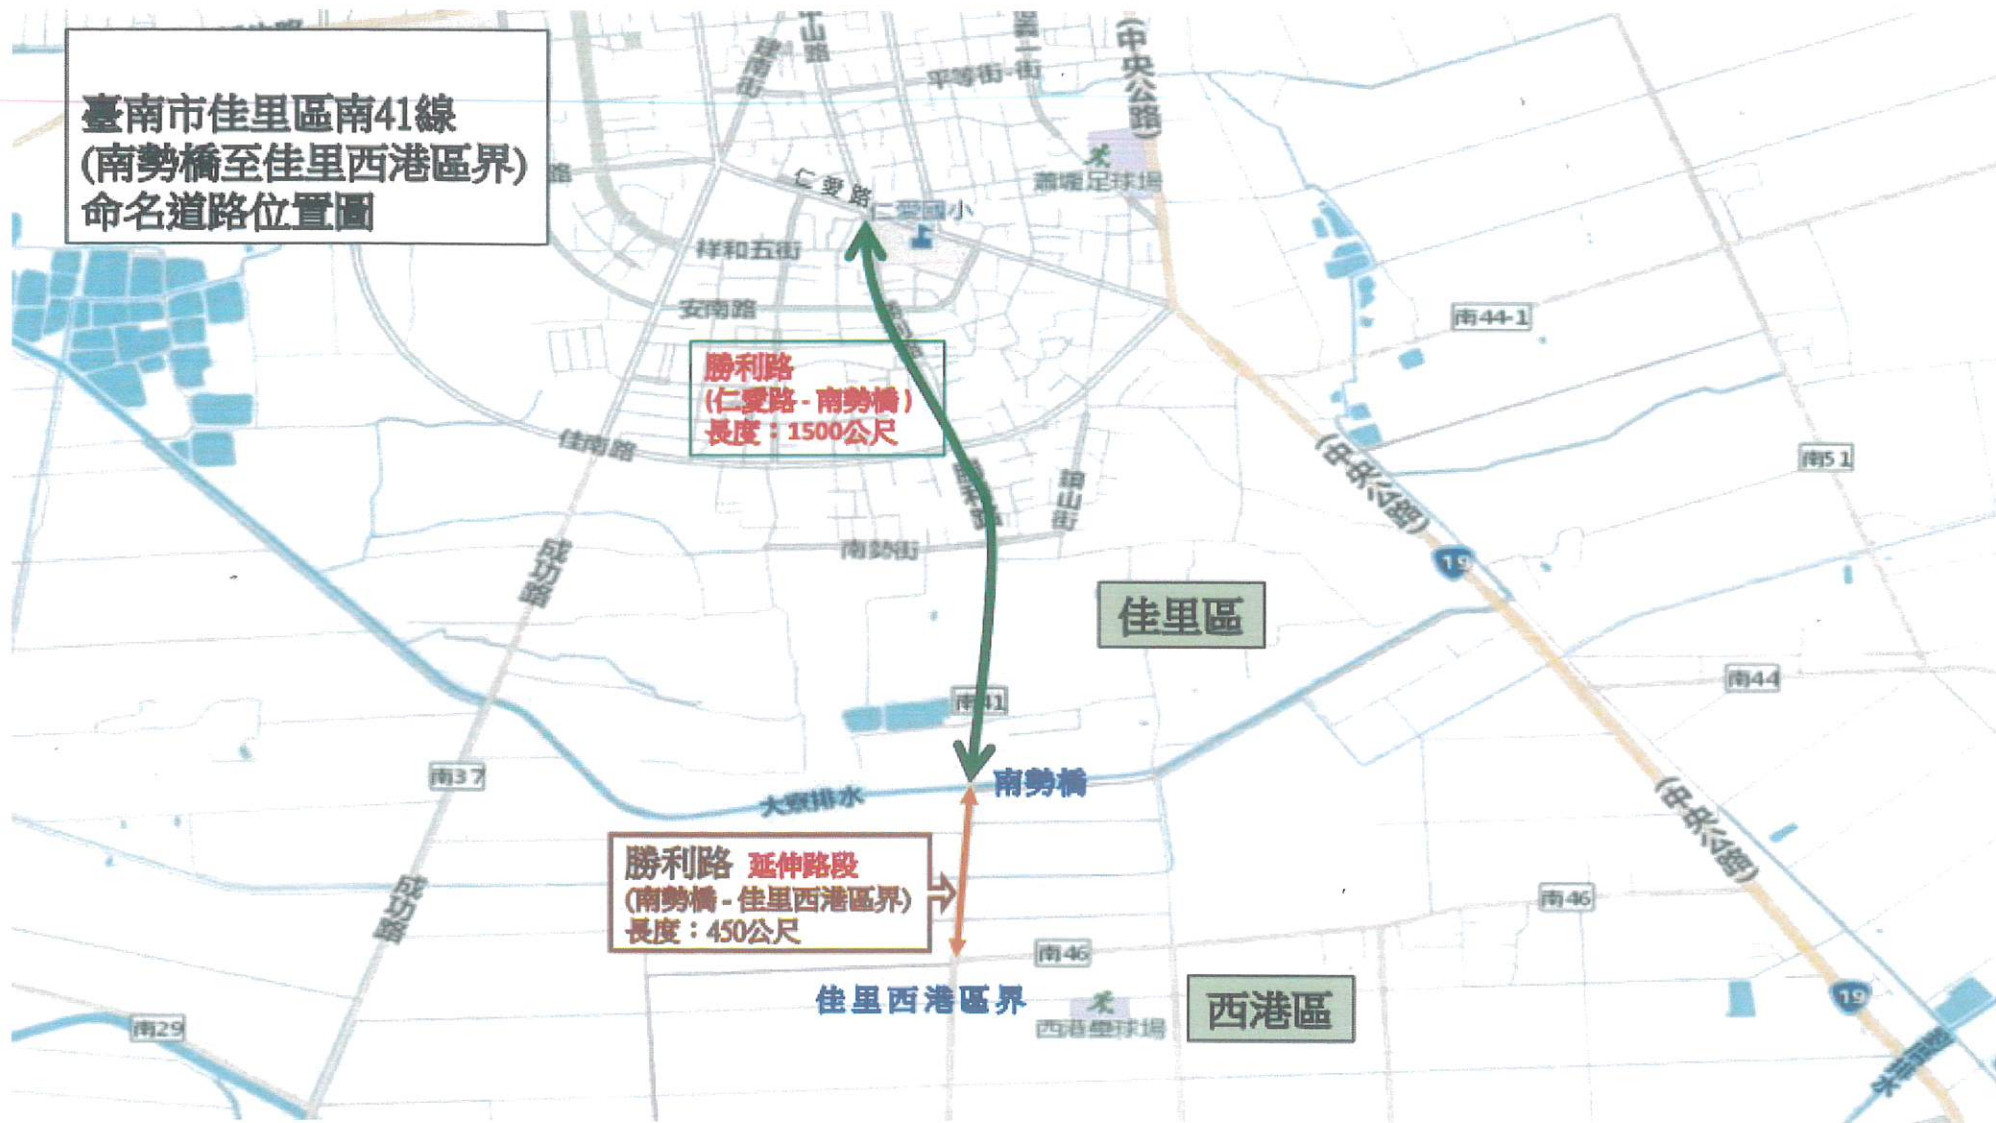 臺南市佳里區南41線
(南勢橋至佳里西港區界)
命名道路位置圖
建南街
平等街
(中央公路)
蕭壠足球場
仁愛路
仁愛國小
祥和五街
安南路
南44-1
勝利路
(仁愛路-南勢橋)
長度：1500公尺
佳南路
(中央公路)
南51
勝利路
南勢街
成功路
19
佳里區
南44
南41
南37
南勢橋
大寮排水
(中央公路)
勝利路 延伸路段
(南勢橋-佳里西港區界)
長度：450公尺
成功路
南46
南46
佳里西港區界
西港區
19
西港壘球場
南29